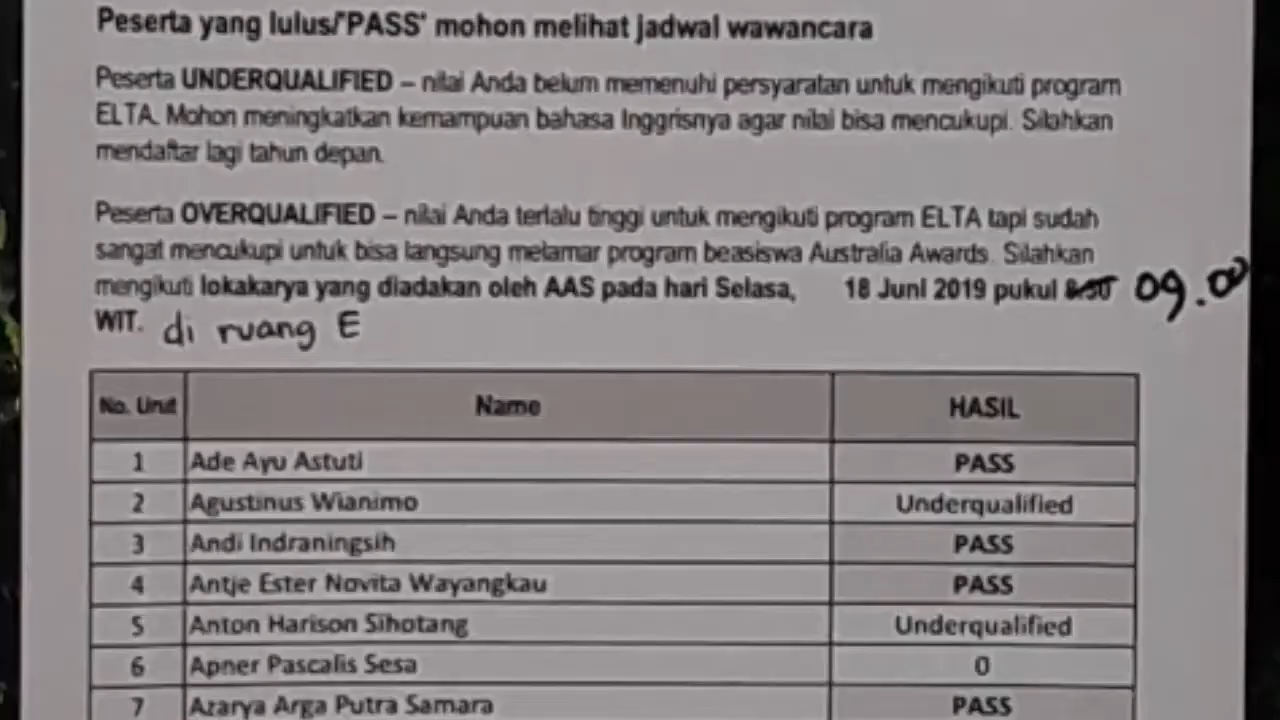 Peserta yang lulus/"PASS" mohon melihat jadwal wawancara
Peserta UNDERQUALIFIED – nilai Anda belum memenuhi persyaratan untuk mengikuti program
ELTA. Mohon meningkatkan kemampuan bahasa Inggrisnya agar nilai bisa mencukupi. Silahkan
mendaftar lagi tahun depan.
Peserta OVERQUALIFIED – nilai Anda terlalu tinggi untuk mengikuti program ELTA tapi sudah
sangat mencukupi untuk bisa langsung melamar program beasiswa Australia Awards. Silahkan
mengikuti lokakarya yang diadakan oleh AAS pada hari Selasa, 18 Juni 2019 pukul 09.00
WIT. di ruang E
No. Urut Name HASIL
1 Ade Ayu Astuti PASS
2 Agustinus Wianimo Underqualified
3 Andi Indraningsih PASS
4 Antje Ester Novita Wayangkau PASS
5 Anton Harison Sihotang Underqualified
6 Apner Pascalis Sesa 0
7 Azarya Arga Putra Samara PASS